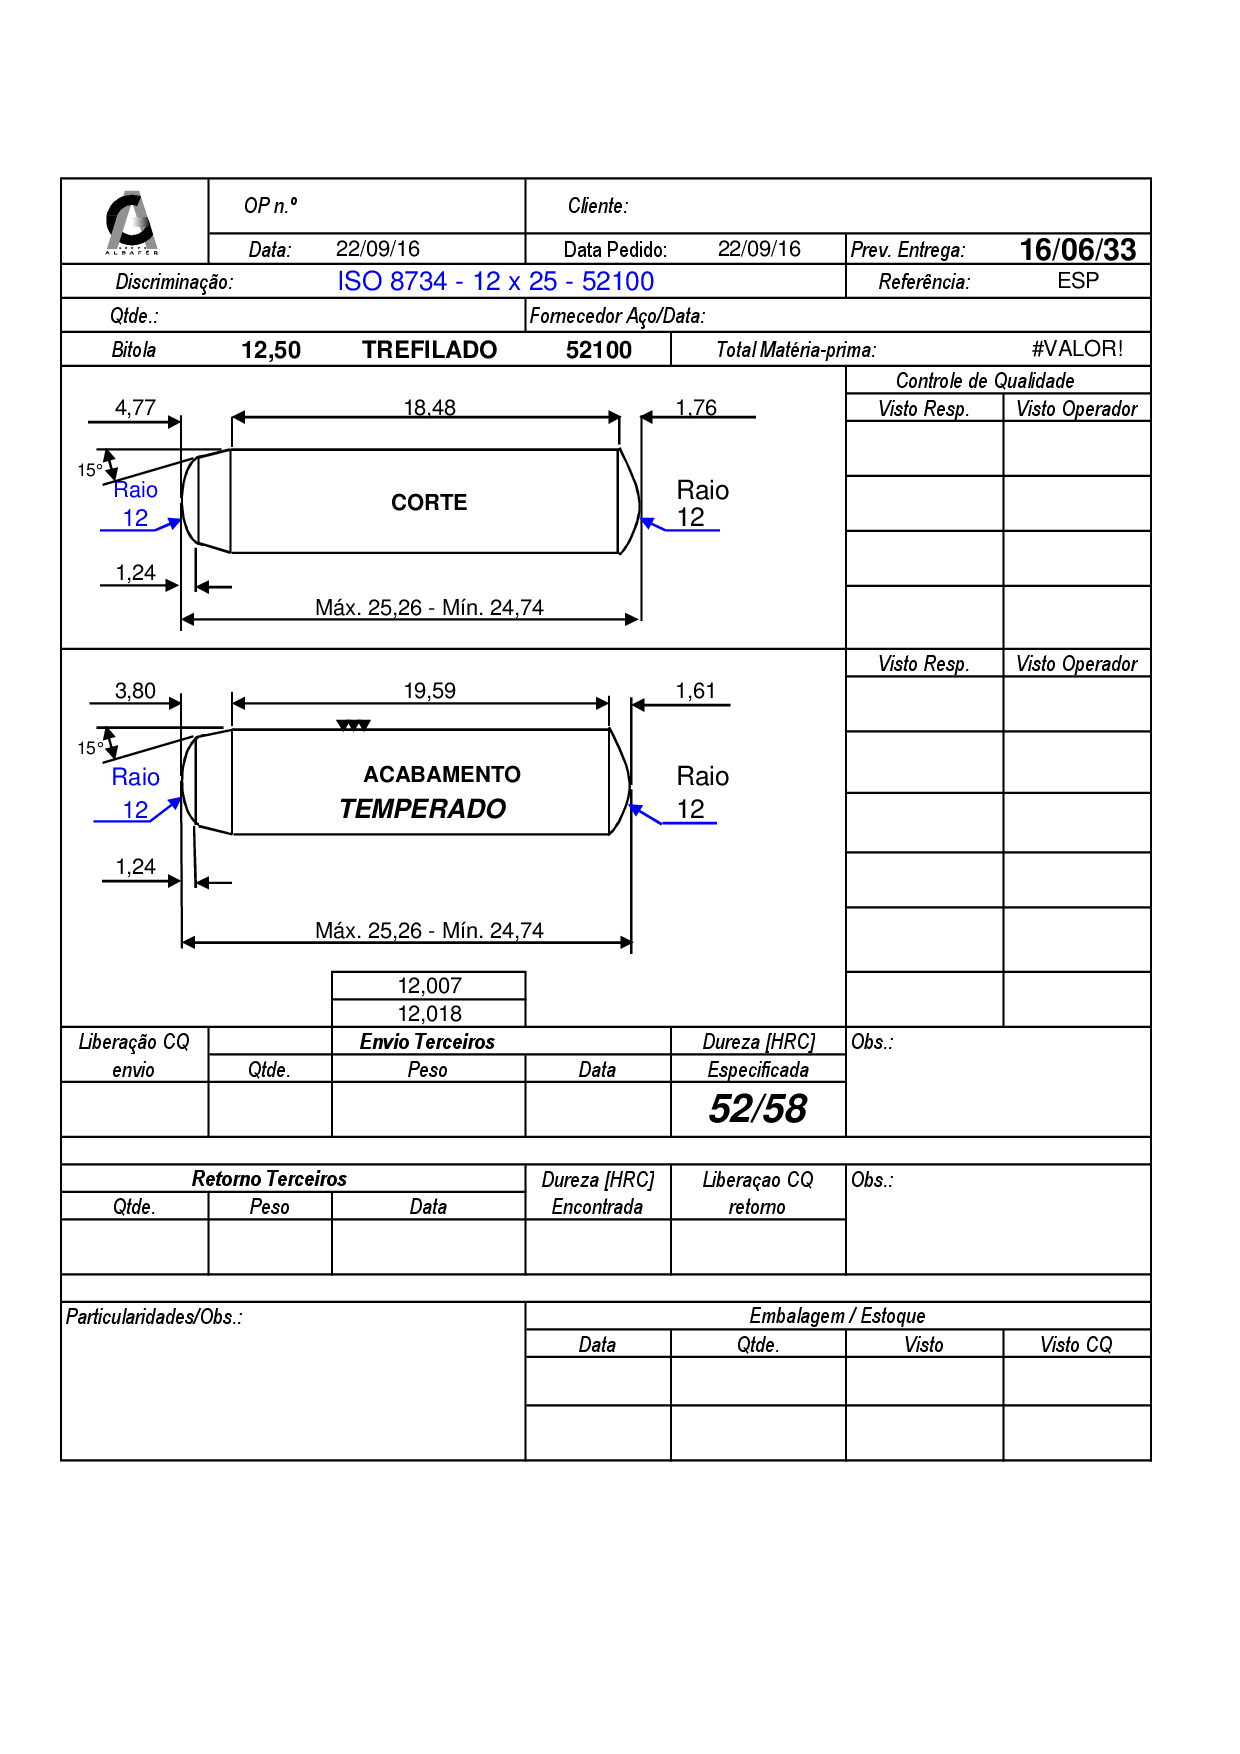 GRUPO
ALBAFER
OP n.º
Cliente:
Data: 22/09/16
Data Pedido: 22/09/16
Prev. Entrega: 16/06/33
Discriminação: ISO 8734 - 12 x 25 - 52100
Referência: ESP
Qtde.:
Fornecedor Aço/Data:
Bitola 12,50 TREFILADO 52100
Total Matéria-prima: #VALOR!
Controle de Qualidade
Visto Resp. Visto Operador
4,77 18,48 1,76
15°
Raio
12
CORTE
Raio
12
1,24
Máx. 25,26 - Mín. 24,74
Visto Resp. Visto Operador
3,80 19,59 1,61
15°
Raio
12
ACABAMENTO
TEMPERADO
Raio
12
1,24
Máx. 25,26 - Mín. 24,74
12,007
12,018
Liberação CQ
envio
Envio Terceiros
Qtde. Peso Data
Dureza [HRC]
Especificada
52/58
Obs.:
Retorno Terceiros
Qtde. Peso Data
Dureza [HRC]
Encontrada
Liberaçao CQ
retorno
Obs.:
Particularidades/Obs.:
Embalagem / Estoque
Data Qtde. Visto Visto CQ